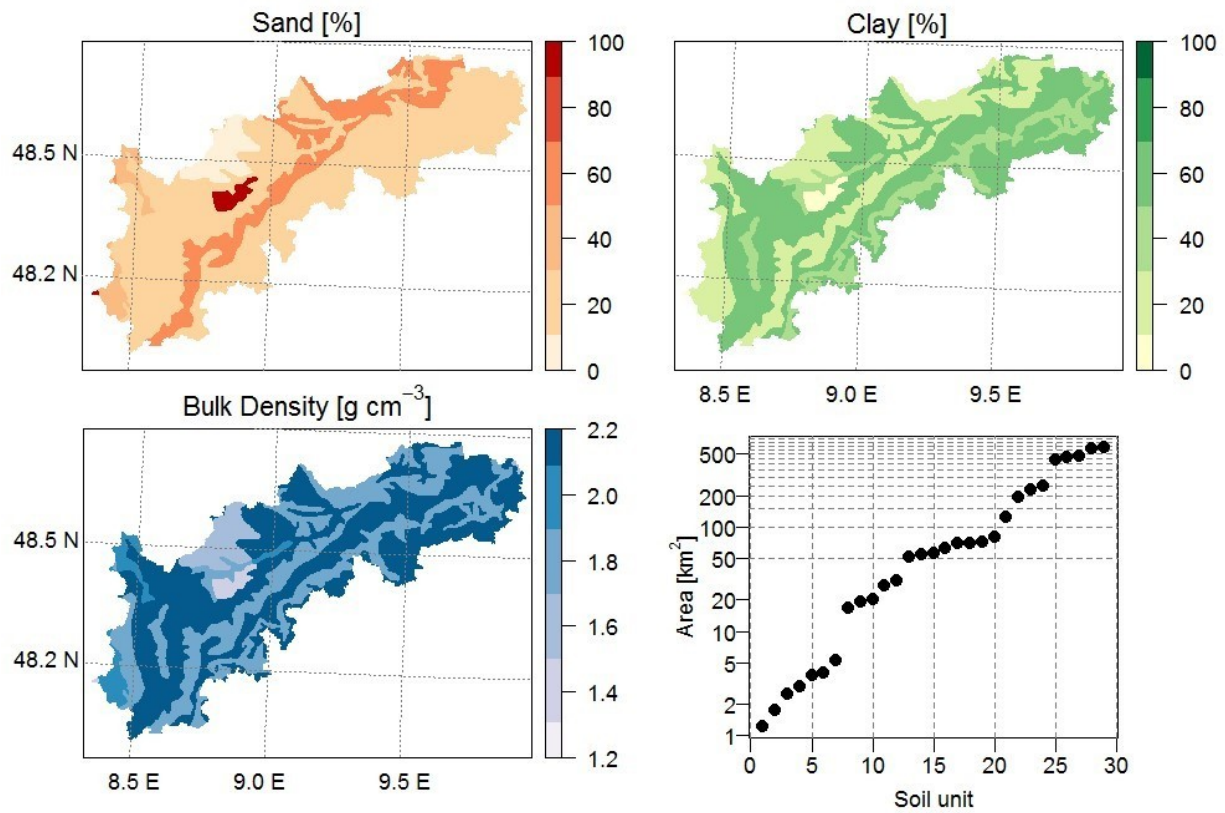 Sand [%]
48.5 N
48.2 N
100
80
60
40
20
0
Clay [%]
100
80
60
40
20
0
8.5 E 9.0 E 9.5 E
Bulk Density [g cm⁻³]
48.5 N
48.2 N
2.2
2.0
1.8
1.6
1.4
1.2
8.5 E 9.0 E 9.5 E
Area [km²]
500
200
100
50
20
10
5
2
1
0 5 10 15 20 25 30
Soil unit